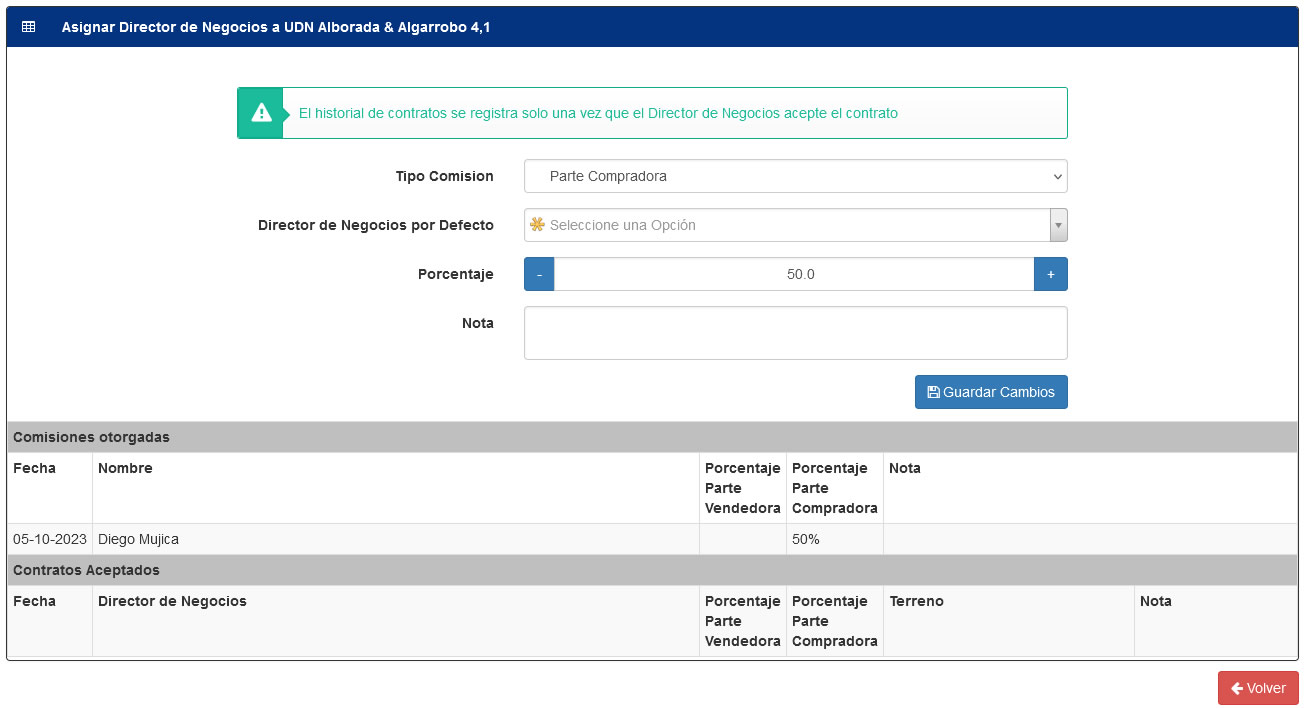 Asignar Director de Negocios a UDN Alborada & Algarrobo 4,1
El historial de contratos se registra solo una vez que el Director de Negocios acepte el contrato
Tipo Comision
Parte Compradora
Director de Negocios por Defecto
Seleccione una Opción
Porcentaje
-
50.0
+
Nota
Guardar Cambios
Comisiones otorgadas
Fecha
Nombre
Porcentaje
Parte
Vendedora
Porcentaje
Parte
Compradora
Nota
05-10-2023
Diego Mujica
50%
Contratos Aceptados
Fecha
Director de Negocios
Porcentaje
Parte
Vendedora
Porcentaje
Parte
Compradora
Terreno
Nota
Volver